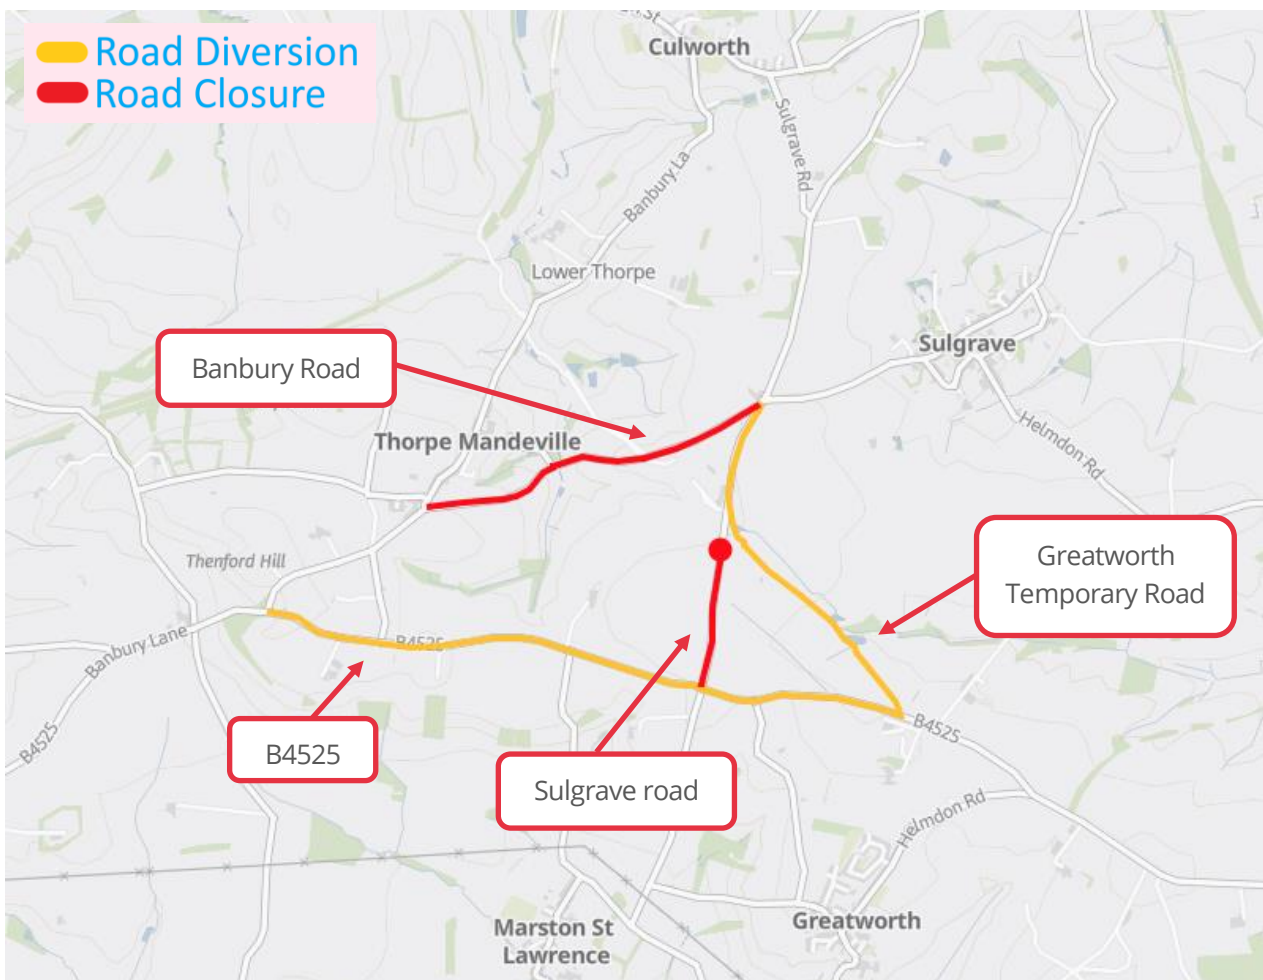 Road Diversion
Road Closure
Culworth
Sulgrave Rd
Banbury La
Lower Thorpe
Sulgrave
Banbury Road
Thorpe Mandeville
Helmdon Rd
Thenford Hill
Greatworth
Temporary Road
Banbury Lane
B4525
B4525
B4525
B4525
Sulgrave road
Helmdon Rd
Marston St
Lawrence
Greatworth